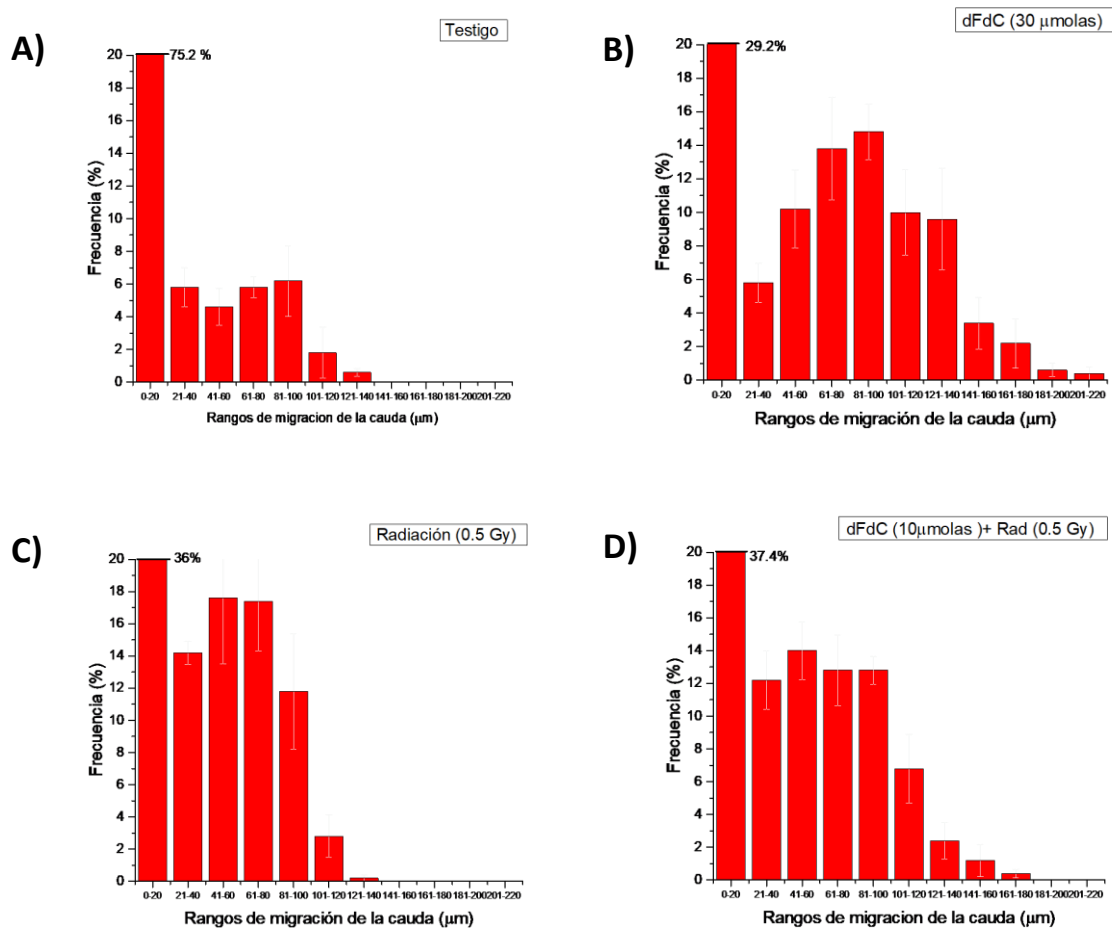 A)
Testigo
75.2 %
Frecuencia (%)
20
18
16
14
12
10
8
6
4
2
0
0-20 21-40 41-60 61-80 81-100 101-120 121-140 141-160 161-180 181-200 201-220
Rangos de migracion de la cauda (μm)
B)
dFdC (30 μmolas)
29.2%
Frecuencia (%)
20
18
16
14
12
10
8
6
4
2
0
0-20 21-40 41-60 61-80 81-100 101-120 121-140 141-160 161-180 181-200 201-220
Rangos de migración de la cauda (μm)
C)
Radiación (0.5 Gy)
36%
Frecuencia (%)
20
18
16
14
12
10
8
6
4
2
0
0-20 21-40 41-60 61-80 81-100 101-120 121-140 141-160 161-180 181-200 201-220
Rangos de migración de la cauda (μm)
D)
dFdC (10μmolas )+ Rad (0.5 Gy)
37.4%
Frecuencia (%)
20
18
16
14
12
10
8
6
4
2
0
0-20 21-40 41-60 61-80 81-100 101-120 121-140 141-160 161-180 181-200 201-220
Rangos de migracion de la cauda (μm)